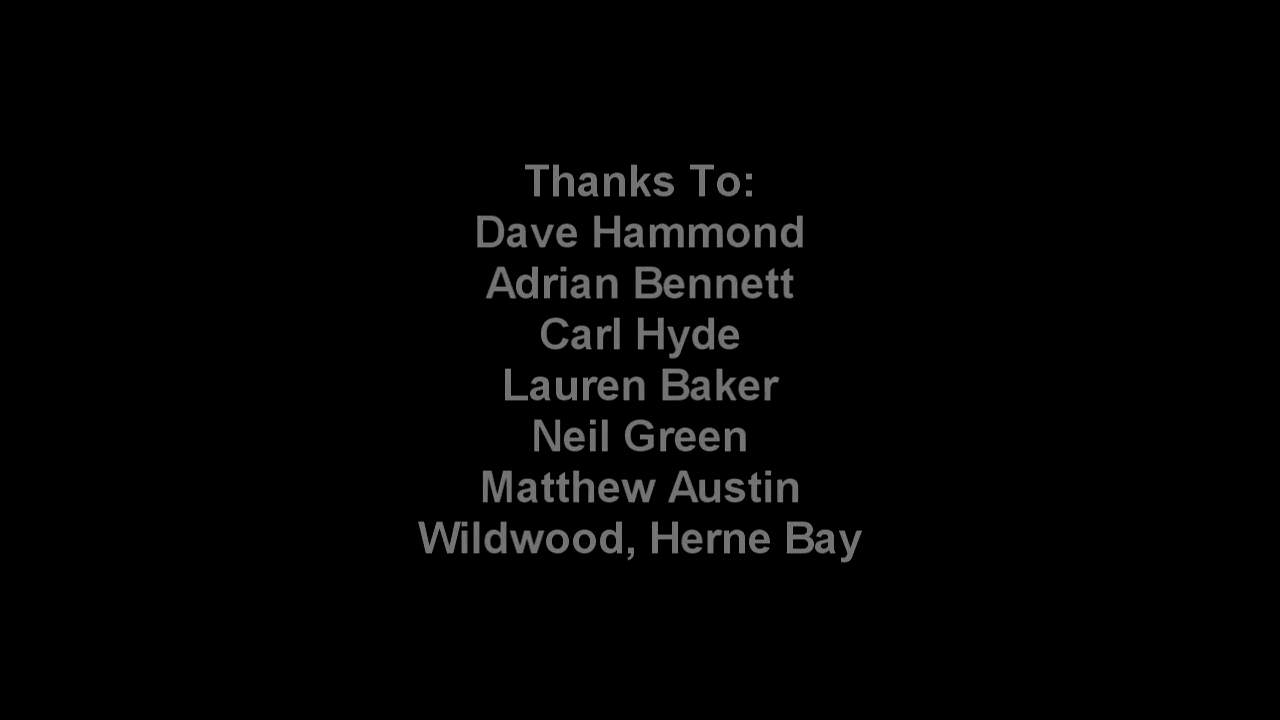 Thanks To:
Dave Hammond
Adrian Bennett
Carl Hyde
Lauren Baker
Neil Green
Matthew Austin
Wildwood, Herne Bay